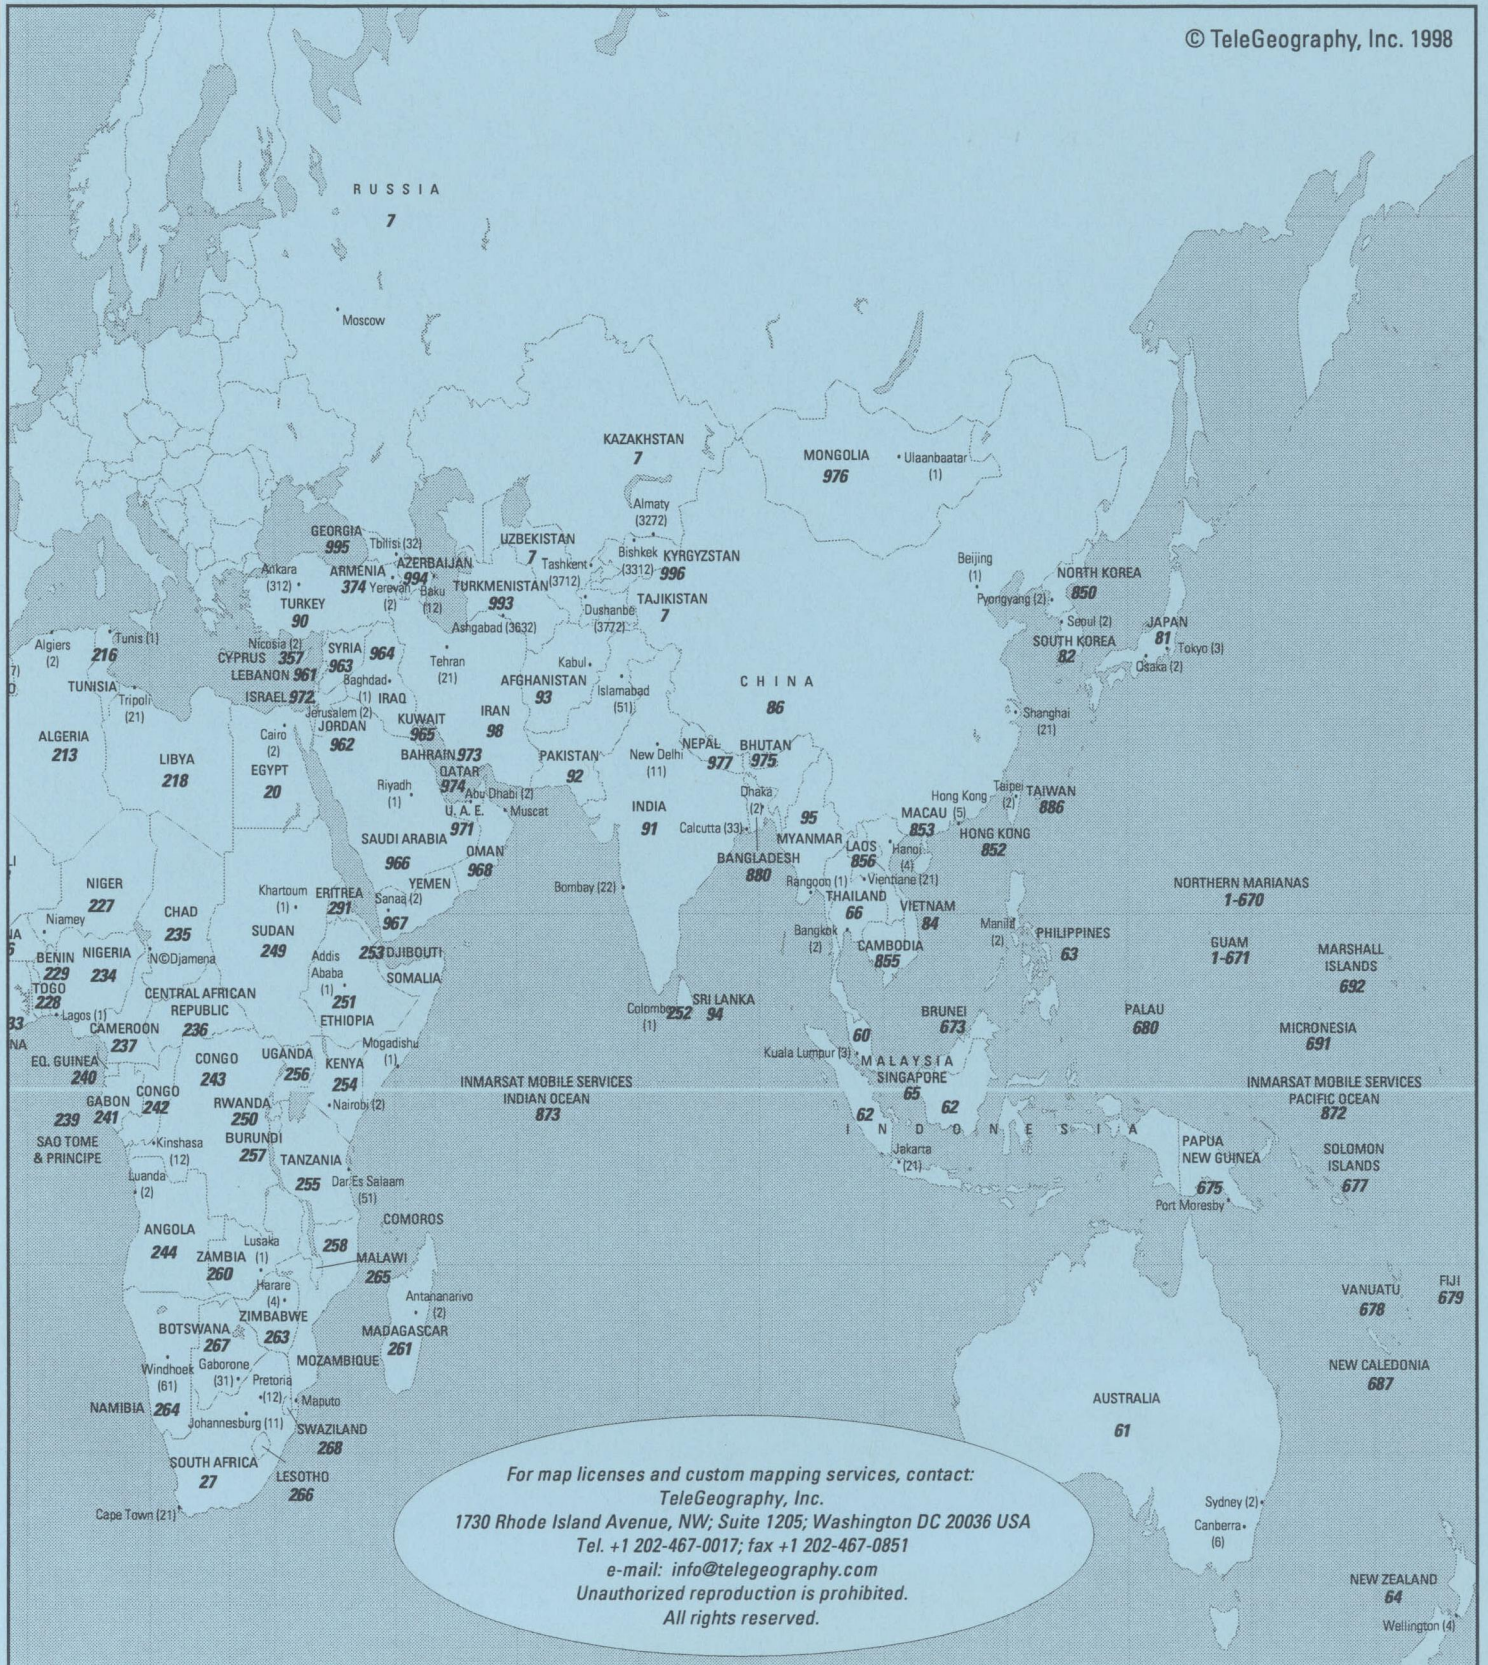 © TeleGeography, Inc. 1998
RUSSIA
7
Moscow
KAZAKHSTAN
7
MONGOLIA
976
Ulaanbaatar
(1)
Almaty
(3272)
GEORGIA
995
Tbilisi (32)
UZBEKISTAN
7
Tashkent
(3712)
Bishkek
(3312)
KYRGYZSTAN
996
Ankara
(312)
ARMENIA
374
Yerevan
(2)
AZERBAIJAN
994
Baku
(12)
TURKMENISTAN
993
Ashgabad (3632)
TAJIKISTAN
7
Dushanbe
(3772)
TURKEY
90
Beijing
(1)
NORTH KOREA
850
Pyongyang (2)
Seoul (2)
SOUTH KOREA
82
JAPAN
81
Tokyo (3)
Osaka (2)
Algiers
(2)
Tunis (1)
216
TUNISIA
Tripoli
(21)
Nicosia (2)
CYPRUS 357
LEBANON 961
ISRAEL 972
Jerusalem (2)
SYRIA
963
964
Baghdad
(1)
IRAQ
JORDAN
962
Tehran
(21)
IRAN
98
Kabul
AFGHANISTAN
93
Islamabad
(51)
CHINA
86
Shanghai
(21)
7)
ALGERIA
213
LIBYA
218
Cairo
(2)
EGYPT
20
KUWAIT
965
BAHRAIN 973
QATAR
974
Abu Dhabi (2)
U. A. E.
971
Muscat
OMAN
968
Riyadh
(1)
SAUDI ARABIA
966
YEMEN
Sanaa (2)
967
PAKISTAN
92
New Delhi
(11)
NEPAL
977
BHUTAN
975
INDIA
91
Dhaka
(2)
Calcutta (33)
BANGLADESH
880
Bombay (22)
95
MYANMAR
Rangoon (1)
LAOS
856
Hanoi
(4)
Vientiane (21)
THAILAND
66
Bangkok
(2)
VIETNAM
84
CAMBODIA
855
Hong Kong
(5)
MACAU
853
HONG KONG
852
Taipei
(2)
TAIWAN
886
LI
NIGER
227
Niamey
CHAD
235
N©Djamena
Khartoum
(1)
SUDAN
249
ERITREA
291
253 DJIBOUTI
SOMALIA
Addis
Ababa
(1)
251
ETHIOPIA
NA
6
BENIN
229
NIGERIA
234
TOGO
228
Lagos (1)
33
NA
CENTRAL AFRICAN
REPUBLIC
236
CAMEROON
237
EQ. GUINEA
240
CONGO
243
UGANDA
256
KENYA
254
Mogadishu
(1)
Nairobi (2)
GABON
241
CONGO
242
RWANDA
250
BURUNDI
257
239
SAO TOME
& PRINCIPE
Kinshasa
(12)
Luanda
(2)
TANZANIA
255
Dar Es Salaam
(51)
COMOROS
ANGOLA
244
ZAMBIA
260
Lusaka
(1)
258
MALAWI
265
Harare
(4)
ZIMBABWE
263
Antananarivo
(2)
MADAGASCAR
261
BOTSWANA
267
Gaborone
(31)
MOZAMBIQUE
Windhoek
(61)
NAMIBIA 264
Pretoria
(12)
Maputo
Johannesburg (11)
SWAZILAND
268
SOUTH AFRICA
27
LESOTHO
266
Cape Town (21)
Colombo
(1)
252
SRI LANKA
94
INMARSAT MOBILE SERVICES
INDIAN OCEAN
873
Manila
(2)
PHILIPPINES
63
BRUNEI
673
60
Kuala Lumpur (3)
MALAYSIA
SINGAPORE
65
62
62
INDONESIA
Jakarta
(21)
NORTHERN MARIANAS
1-670
GUAM
1-671
MARSHALL
ISLANDS
692
PALAU
680
MICRONESIA
691
INMARSAT MOBILE SERVICES
PACIFIC OCEAN
872
PAPUA
NEW GUINEA
675
Port Moresby
SOLOMON
ISLANDS
677
VANUATU
678
FIJI
679
NEW CALEDONIA
687
AUSTRALIA
61
Sydney (2)
Canberra
(6)
NEW ZEALAND
64
Wellington (4)
For map licenses and custom mapping services, contact:
TeleGeography, Inc.
1730 Rhode Island Avenue, NW; Suite 1205; Washington DC 20036 USA
Tel. +1 202-467-0017; fax +1 202-467-0851
e-mail: info@telegeography.com
Unauthorized reproduction is prohibited.
All rights reserved.